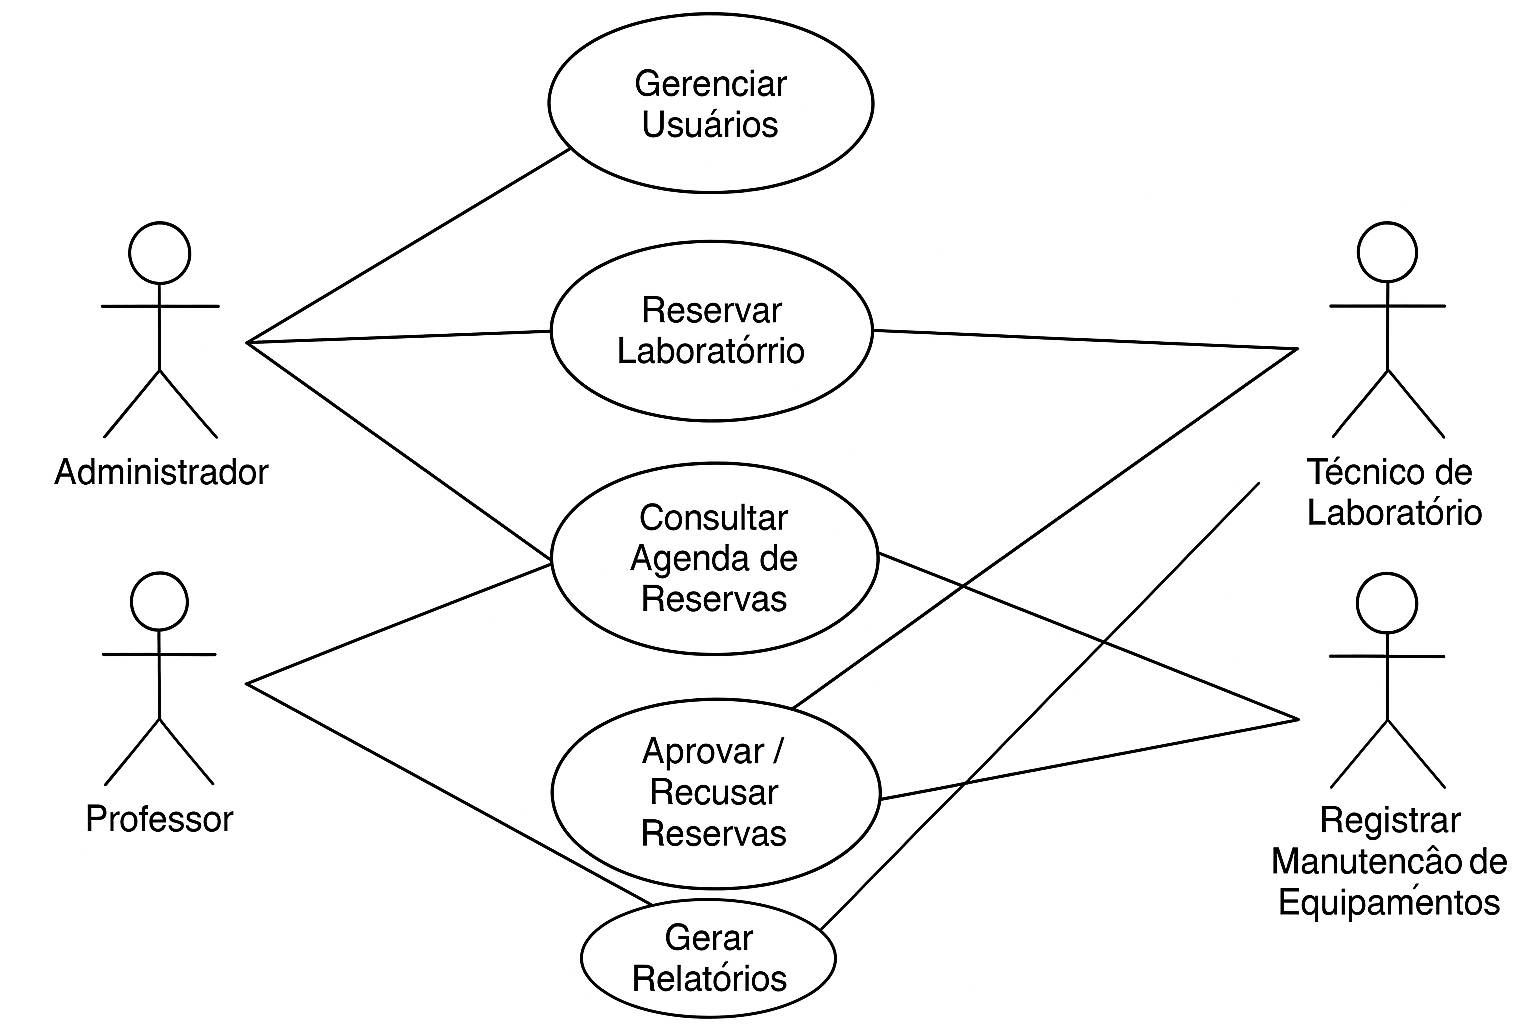 Gerenciar
Usuários
Reservar
Laboratórrio
Administrador
Técnico de
Laboratório
Consultar
Agenda de
Reservas
Aprovar /
Recusar
Reservas
Professor
Registrar
Manutencâo de
Equipaméntos
Gerar
Relatórios